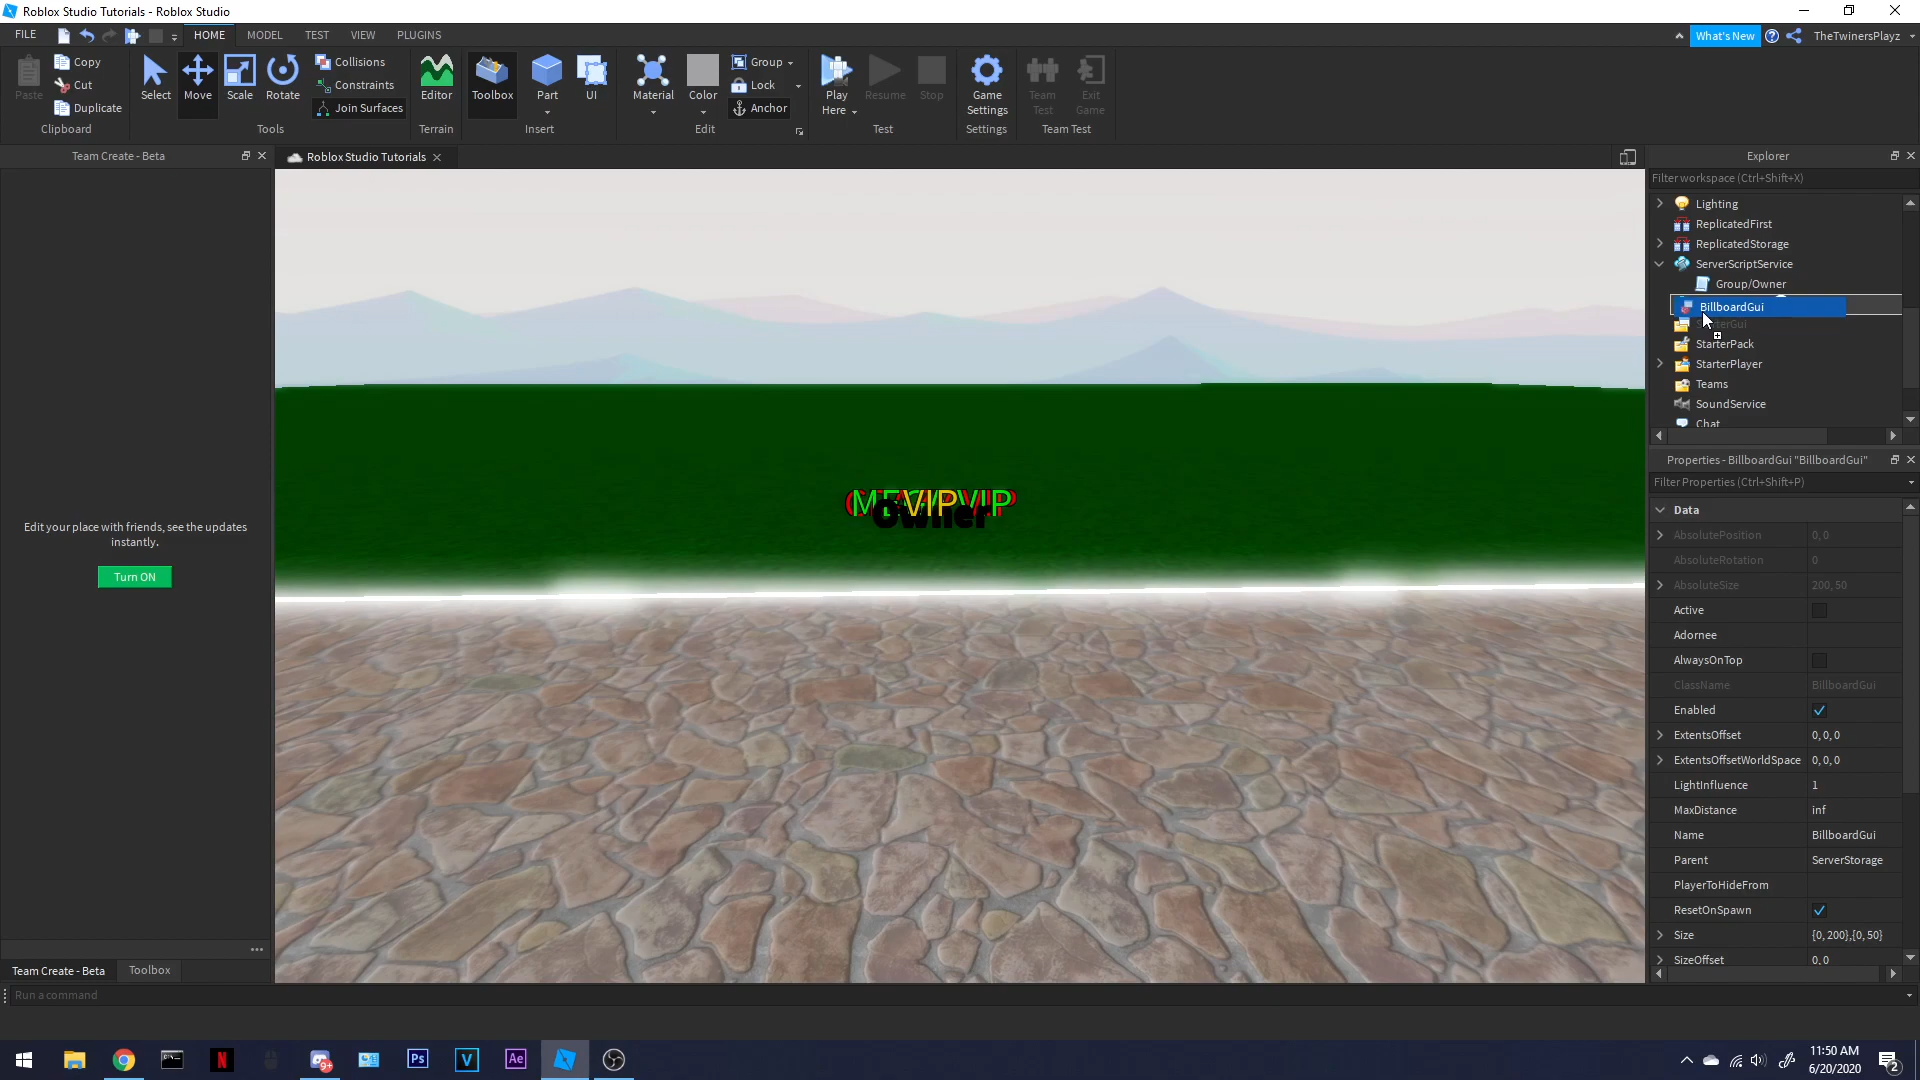 Roblox Studio Tutorials - Roblox Studio
FILE HOME MODEL TEST VIEW PLUGINS What's New TheTwinersPlayz
Paste Copy Cut Duplicate Clipboard
Select Move Scale Rotate Collisions Constraints Join Surfaces Tools
Editor Terrain
Toolbox Part UI Insert
Material Color Group Lock Anchor Edit
Play Here Resume Stop Test
Game Settings Settings
Team Test Exit Game Team Test
Team Create - Beta
Roblox Studio Tutorials
Explorer
Filter workspace (Ctrl+Shift+X)
Lighting
ReplicatedFirst
ReplicatedStorage
ServerScriptService
Group/Owner
BillboardGui
StarterPack
StarterPlayer
Teams
SoundService
Chat
VIP
Owner
Edit your place with friends, see the updates
instantly.
Turn ON
Properties - BillboardGui "BillboardGui"
Filter Properties (Ctrl+Shift+P)
Data
AbsolutePosition 0, 0
AbsoluteRotation 0
AbsoluteSize 200, 50
Active
Adornee
AlwaysOnTop
ClassName BillboardGui
Enabled
ExtentsOffset 0, 0, 0
ExtentsOffsetWorldSpace 0, 0, 0
LightInfluence 1
MaxDistance inf
Name BillboardGui
Parent ServerStorage
PlayerToHideFrom
ResetOnSpawn
Size {0, 200},{0, 50}
SizeOffset 0, 0
Team Create - Beta Toolbox
Run a command
N 9+ Ps V Ae
11:50 AM
6/20/2020
2